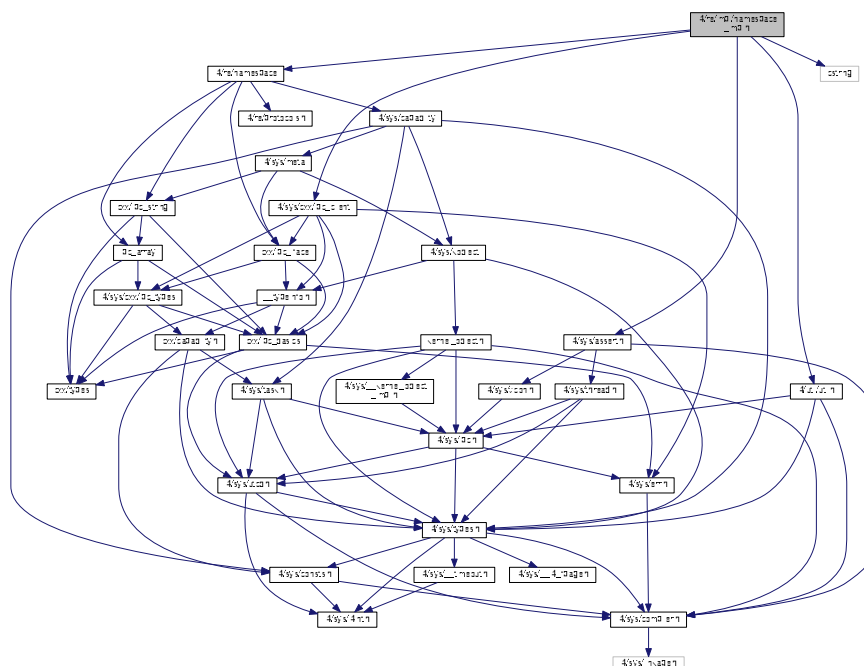 l4/re/impl/namespace
_impl.h
l4/re/namespace
cstring
l4/re/protocols.h
l4/sys/capability
l4/sys/meta
cxx/ipc_string
l4/sys/cxx/ipc_client
ipc_array
cxx/ipc_iface
l4/sys/kobject
l4/sys/cxx/ipc_types
__typeinfo.h
cxx/capability.h
cxx/ipc_basics
kernel_object.h
l4/sys/assert.h
cxx/types
l4/sys/task.h
l4/sys/__kernel_object
_impl.h
l4/sys/icon.h
l4/sys/thread.h
l4/util/util.h
l4/sys/ipc.h
l4/sys/utcb.h
l4/sys/err.h
l4/sys/types.h
l4/sys/consts.h
l4/sys/__timeout.h
l4/sys/__l4_fpage.h
l4/sys/l4int.h
l4/sys/compiler.h
l4/sys/linkage.h